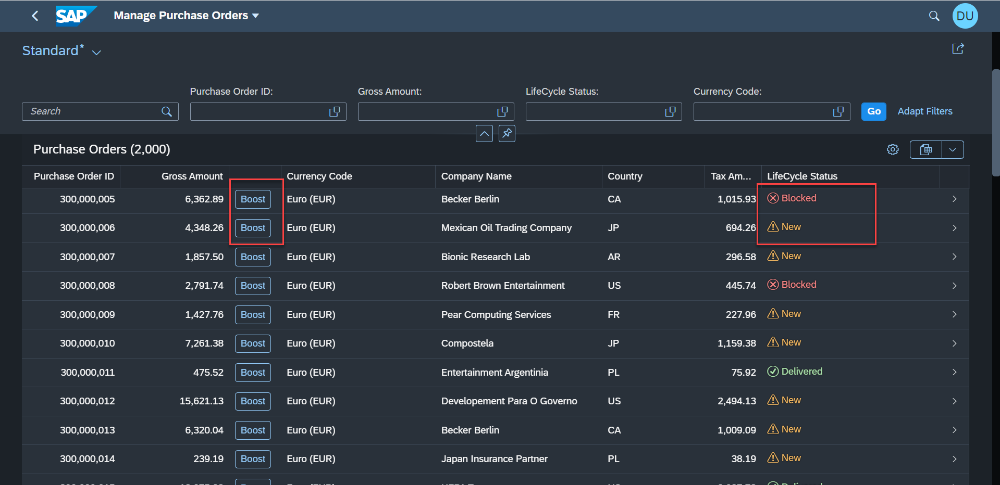 SAP Manage Purchase Orders DU
Standard*
Purchase Order ID: Gross Amount: LifeCycle Status: Currency Code:
Search Go Adapt Filters
Purchase Orders (2,000)
Purchase Order ID Gross Amount Currency Code Company Name Country Tax Am... LifeCycle Status
300,000,005 6,362.89 Boost Euro (EUR) Becker Berlin CA 1,015.93 Blocked
300,000,006 4,348.26 Boost Euro (EUR) Mexican Oil Trading Company JP 694.26 New
300,000,007 1,857.50 Boost Euro (EUR) Bionic Research Lab AR 296.58 New
300,000,008 2,791.74 Boost Euro (EUR) Robert Brown Entertainment US 445.74 Blocked
300,000,009 1,427.76 Boost Euro (EUR) Pear Computing Services FR 227.96 New
300,000,010 7,261.38 Boost Euro (EUR) Compostela JP 1,159.38 New
300,000,011 475.52 Boost Euro (EUR) Entertainment Argentinia PL 75.92 Delivered
300,000,012 15,621.13 Boost Euro (EUR) Developement Para O Governo US 2,494.13 New
300,000,013 6,320.04 Boost Euro (EUR) Becker Berlin CA 1,009.09 New
300,000,014 239.19 Boost Euro (EUR) Japan Insurance Partner PL 38.19 New